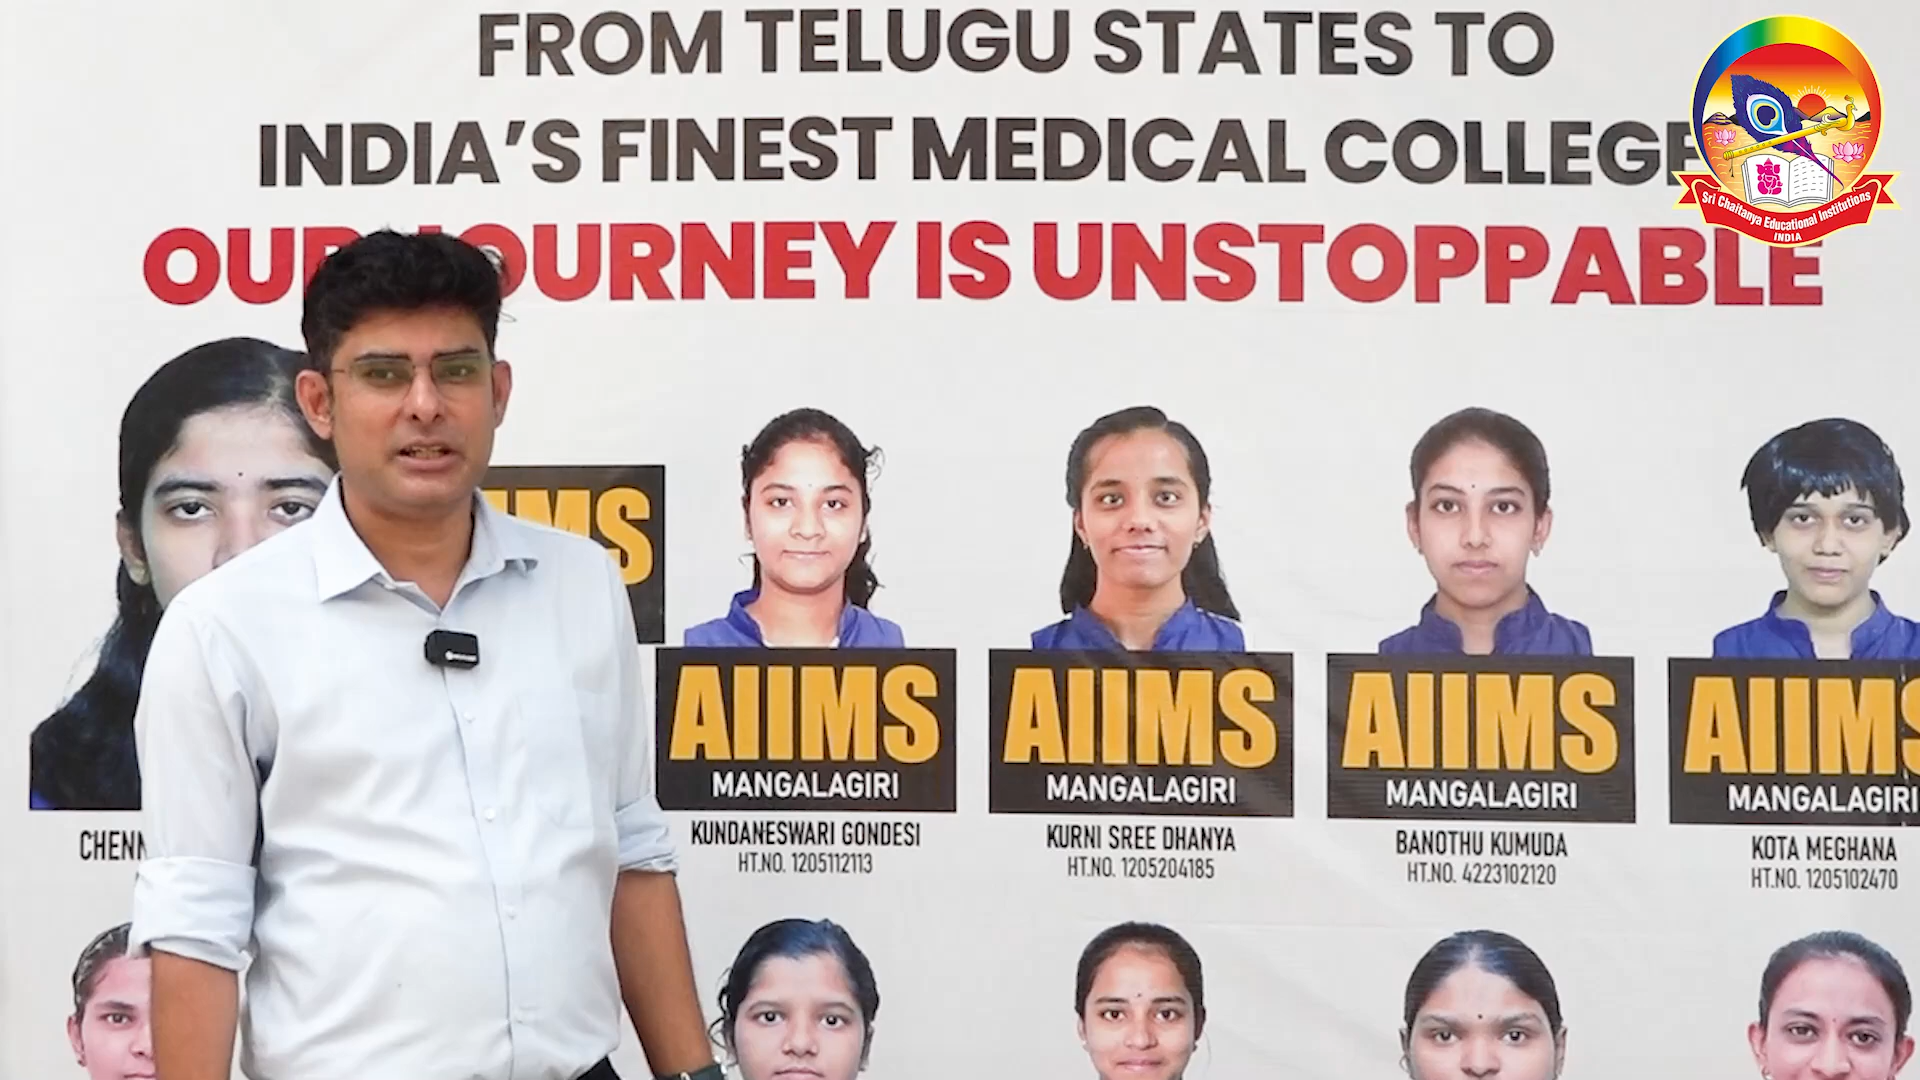 FROM TELUGU STATES TO
INDIA'S FINEST MEDICAL COLLEGE
OUR JOURNEY IS UNSTOPPABLE
Sri Chaitanya Educational Institutions
INDIA
AIIMS
MANGALAGIRI
KUNDANESWARI GONDESI
HT.NO. 1205112113
AIIMS
MANGALAGIRI
KURNI SREE DHANYA
HT.NO. 1205204185
AIIMS
MANGALAGIRI
BANOTHU KUMUDA
HT.NO. 4223102120
AIIMS
MANGALAGIRI
KOTA MEGHANA
HT.NO. 1205102470